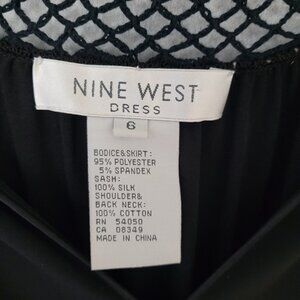 NINE WEST
DRESS
6
BODICE&SKIRT:
95% POLYESTER
5% SPANDEX
SASH:
100% SILK
SHOULDER&
BACK NECK:
100% COTTON
RN 54050
CA 08349
MADE IN CHINA